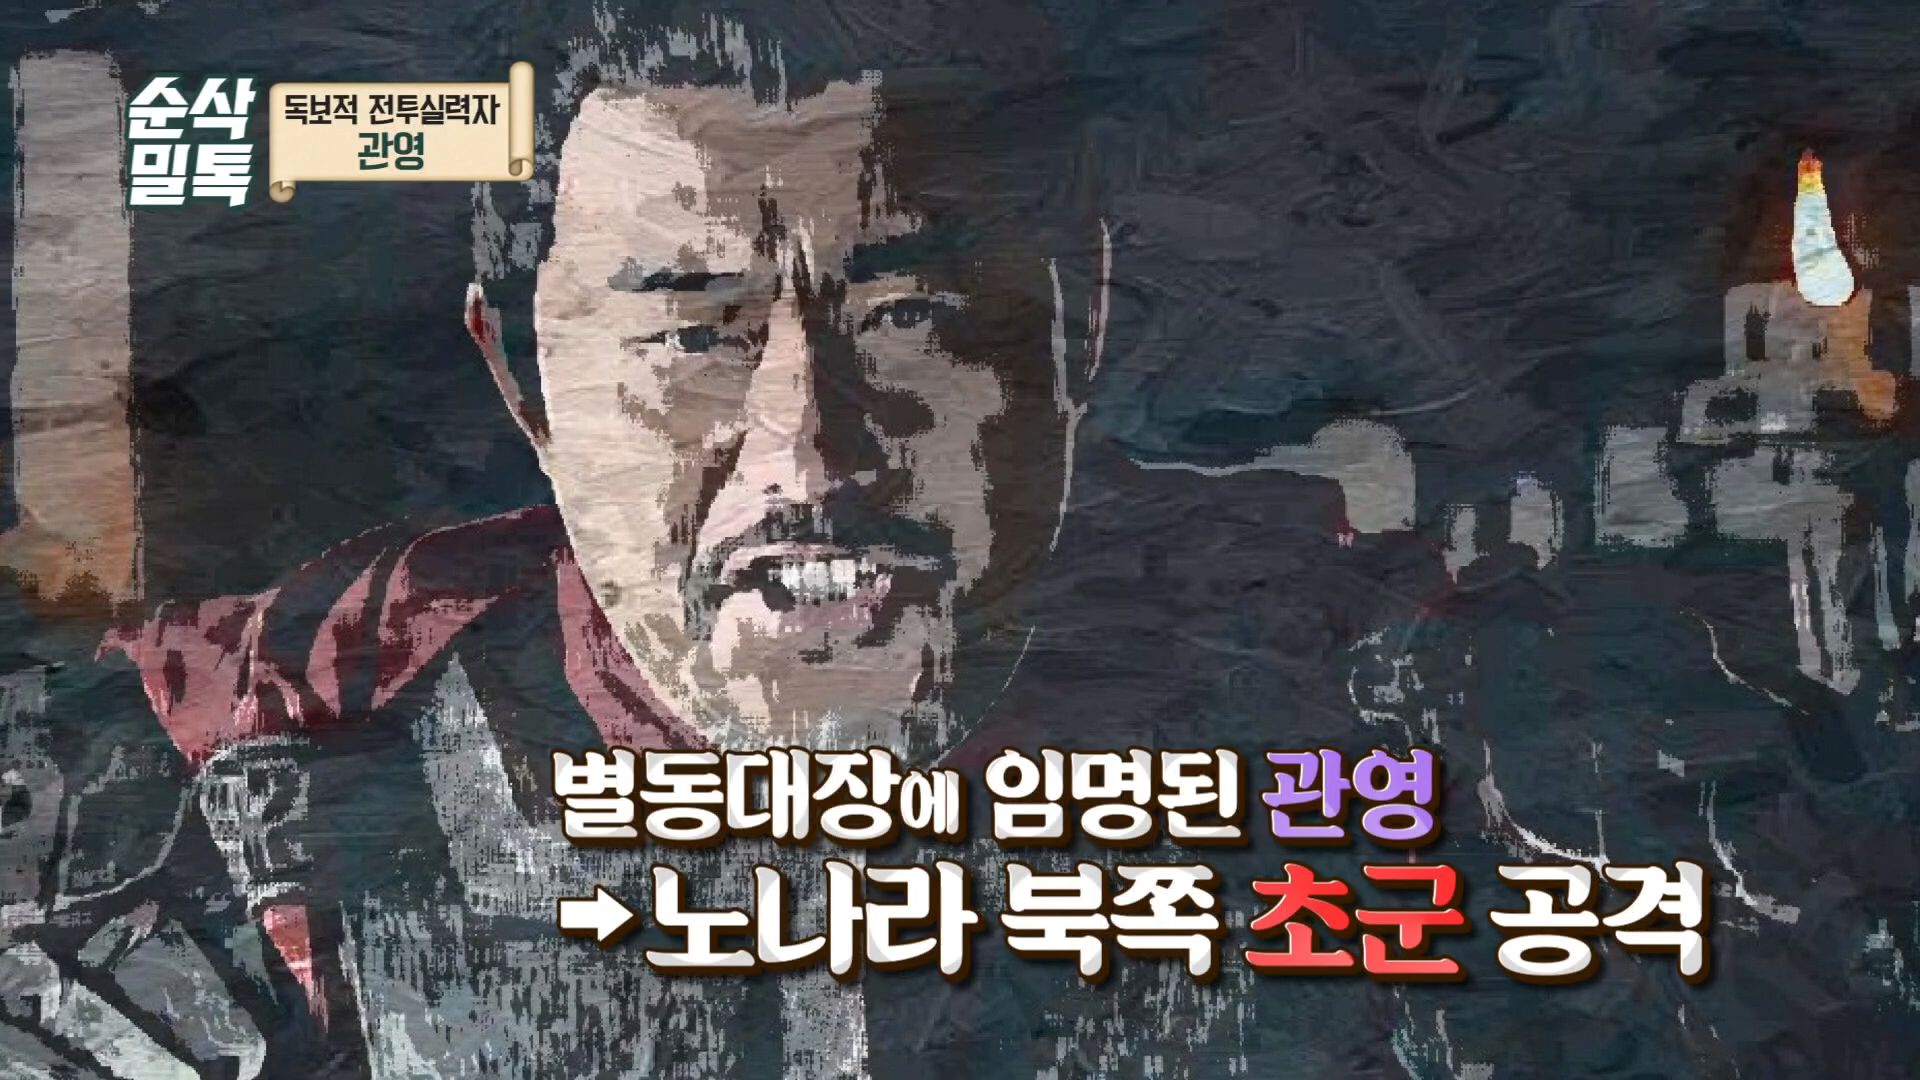 순삭
밀톡
독보적 전투실력자
관영
별동대장에 임명된 관영
➡노나라 북쪽 초군 공격